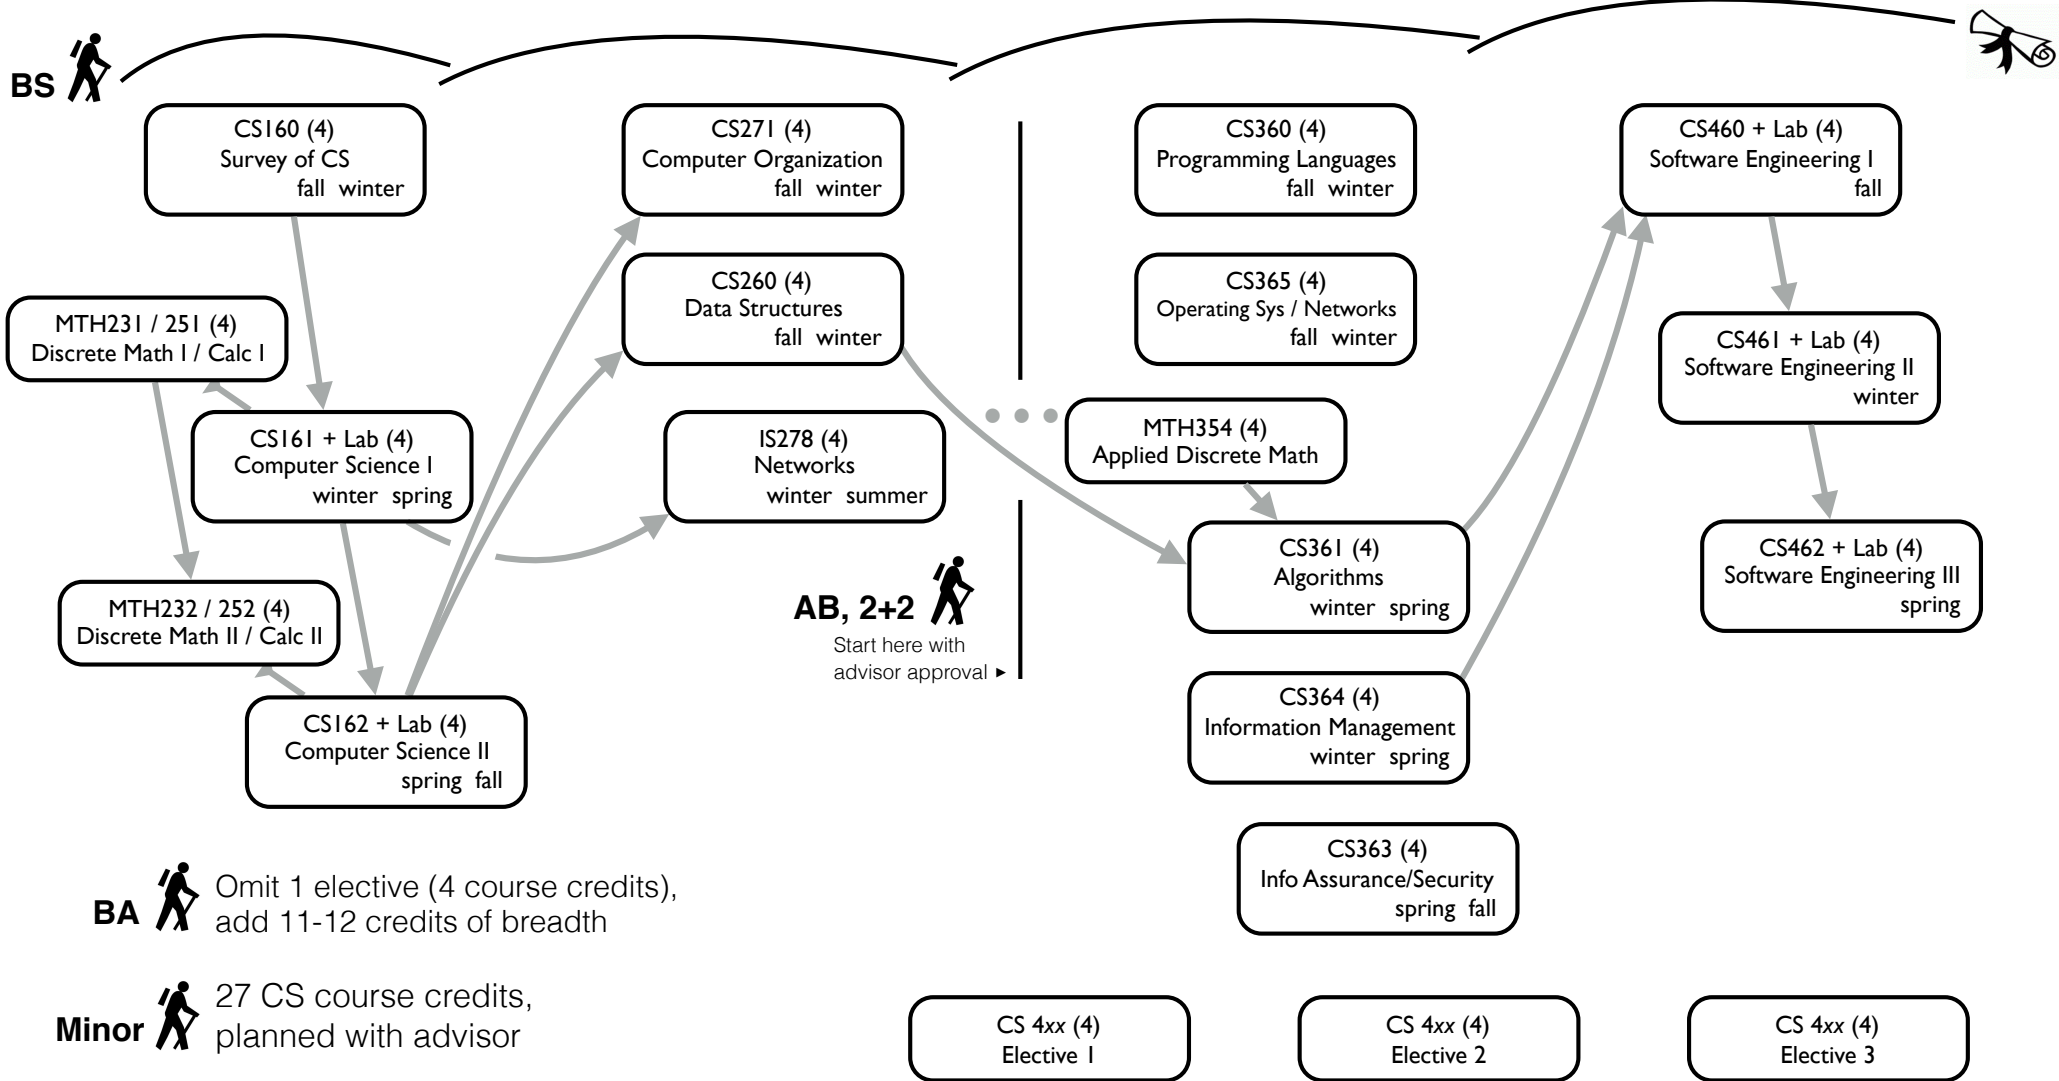 BS
CS160 (4)
Survey of CS
fall winter
MTH231 / 251 (4)
Discrete Math I / Calc I
CS161 + Lab (4)
Computer Science I
winter spring
MTH232 / 252 (4)
Discrete Math II / Calc II
CS162 + Lab (4)
Computer Science II
spring fall
CS271 (4)
Computer Organization
fall winter
CS260 (4)
Data Structures
fall winter
IS278 (4)
Networks
winter summer
AB, 2+2
Start here with
advisor approval ►
CS360 (4)
Programming Languages
fall winter
CS365 (4)
Operating Sys / Networks
fall winter
MTH354 (4)
Applied Discrete Math
CS361 (4)
Algorithms
winter spring
CS364 (4)
Information Management
winter spring
CS363 (4)
Info Assurance/Security
spring fall
CS460 + Lab (4)
Software Engineering I
fall
CS461 + Lab (4)
Software Engineering II
winter
CS462 + Lab (4)
Software Engineering III
spring
BA
Omit 1 elective (4 course credits),
add 11-12 credits of breadth
Minor
27 CS course credits,
planned with advisor
CS 4xx (4)
Elective 1
CS 4xx (4)
Elective 2
CS 4xx (4)
Elective 3